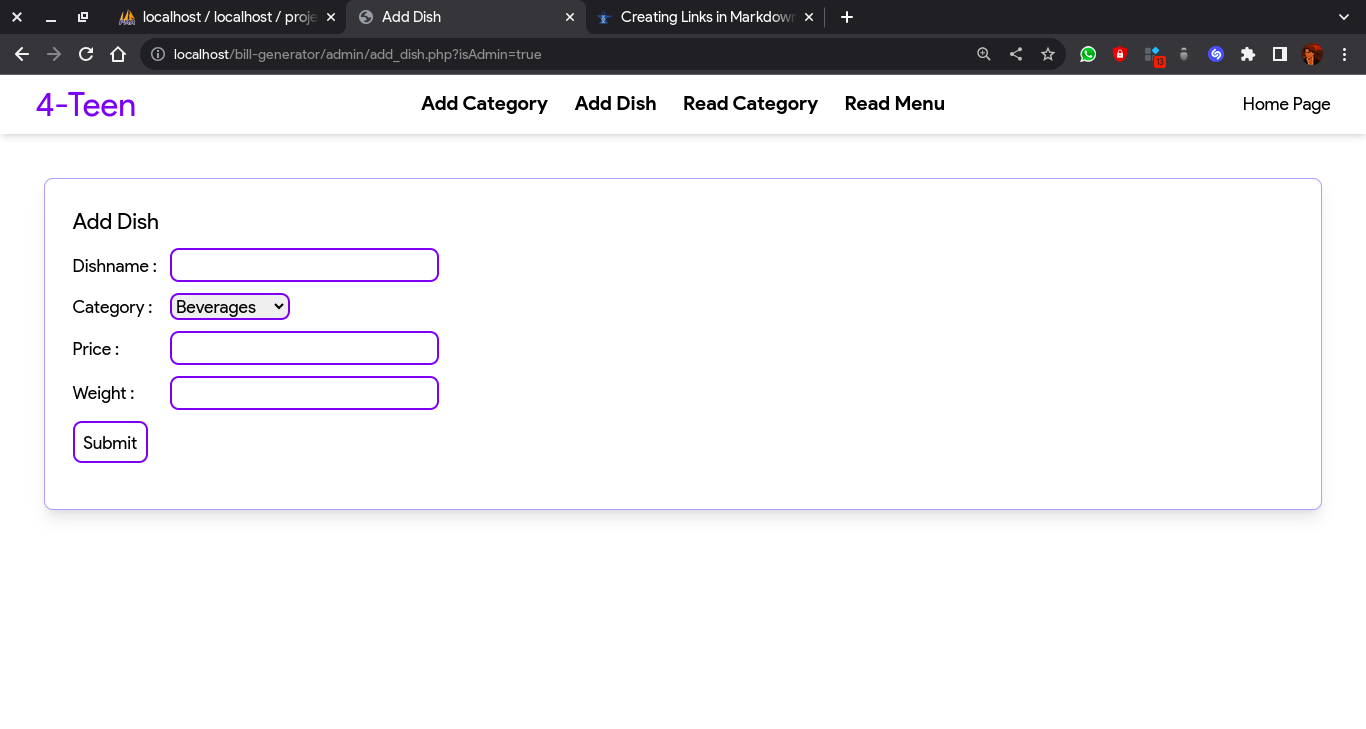 localhost / localhost / proje
Add Dish
Creating Links in Markdown
localhost/bill-generator/admin/add_dish.php?isAdmin=true
13
4-Teen
Add Category
Add Dish
Read Category
Read Menu
Home Page
Add Dish
Dishname :
Category :
Beverages
Price :
Weight :
Submit